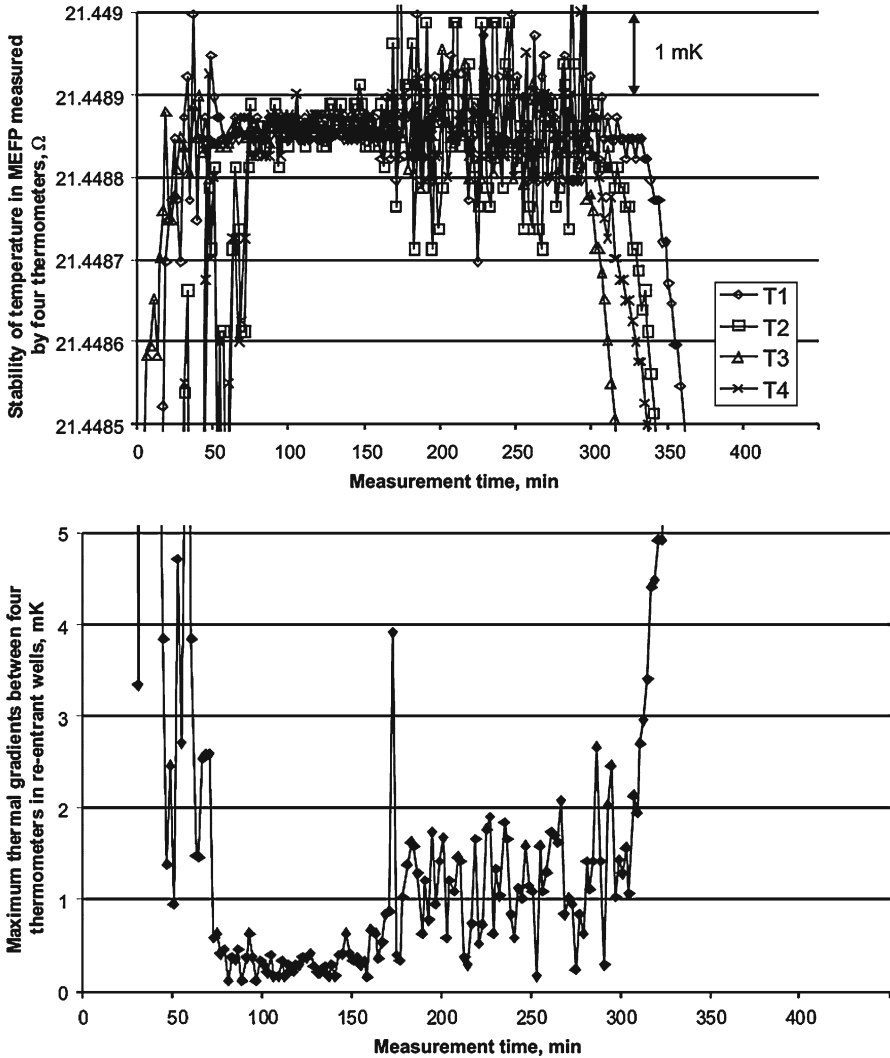 Stability of temperature in MEFP measured
by four thermometers, Ω
21.449
21.4489
21.4488
21.4487
21.4486
21.4485
1 mK
T1
T2
T3
T4
0 50 100 150 200 250 300 350 400
Measurement time, min
Maximum thermal gradients between four
thermometers in re-entrant wells, mK
5
4
3
2
1
0
0 50 100 150 200 250 300 350 400
Measurement time, min